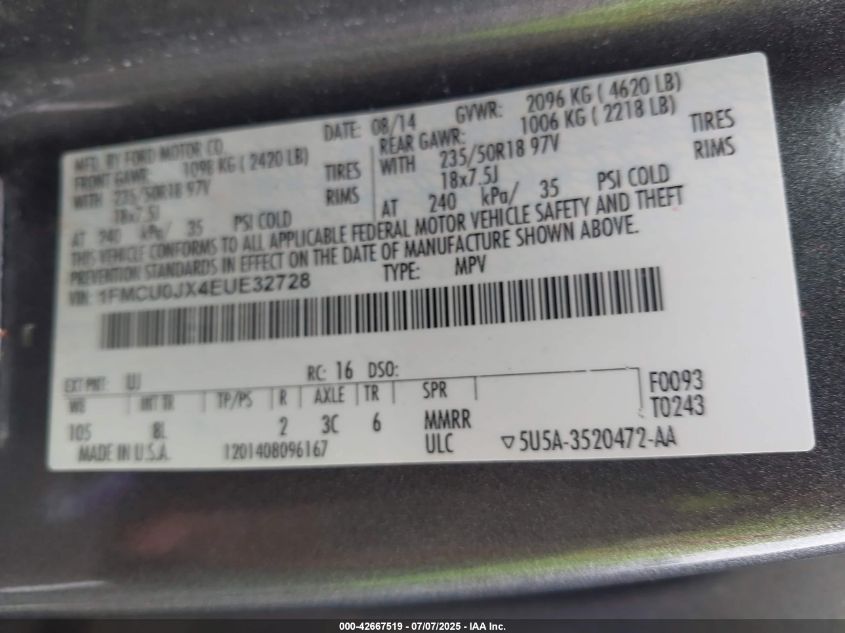 MFD. BY FORD MOTOR CO.
DATE: 08/14 GVWR: 2096 KG ( 4620 LB)
FRONT GAWR: 1098 KG ( 2420 LB) REAR GAWR: 1006 KG ( 2218 LB)
WITH 235/50R18 97V TIRES WITH 235/50R18 97V TIRES
18x7.5J RIMS 18x7.5J RIMS
AT 240 kPa/ 35 PSI COLD AT 240 kPa/ 35 PSI COLD
THIS VEHICLE CONFORMS TO ALL APPLICABLE FEDERAL MOTOR VEHICLE SAFETY AND THEFT
PREVENTION STANDARDS IN EFFECT ON THE DATE OF MANUFACTURE SHOWN ABOVE.
VIN: 1FMCU0JX4EUE32728 TYPE: MPV
EXT PNT: UJ RC: 16 DSO:
WB INT TR TP/PS R AXLE TR SPR F0093
105 8L 2 3C 6 MMRR T0243
MADE IN U.S.A. 1201408096167 ULC ▽5U5A-3520472-AA
000-42667519 - 07/07/2025 - IAA Inc.